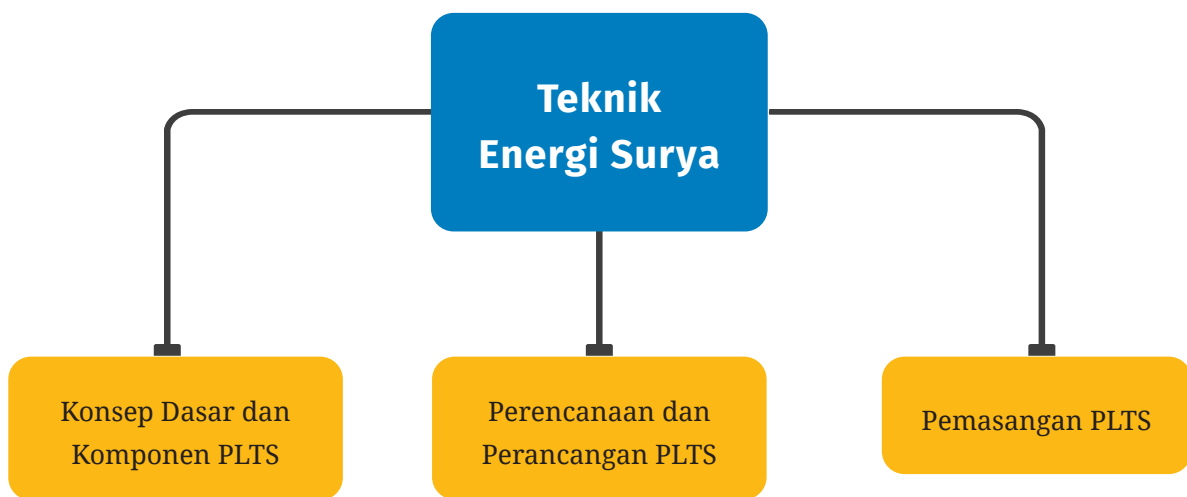 Teknik
Energi Surya
Konsep Dasar dan
Komponen PLTS
Perencanaan dan
Perancangan PLTS
Pemasangan PLTS